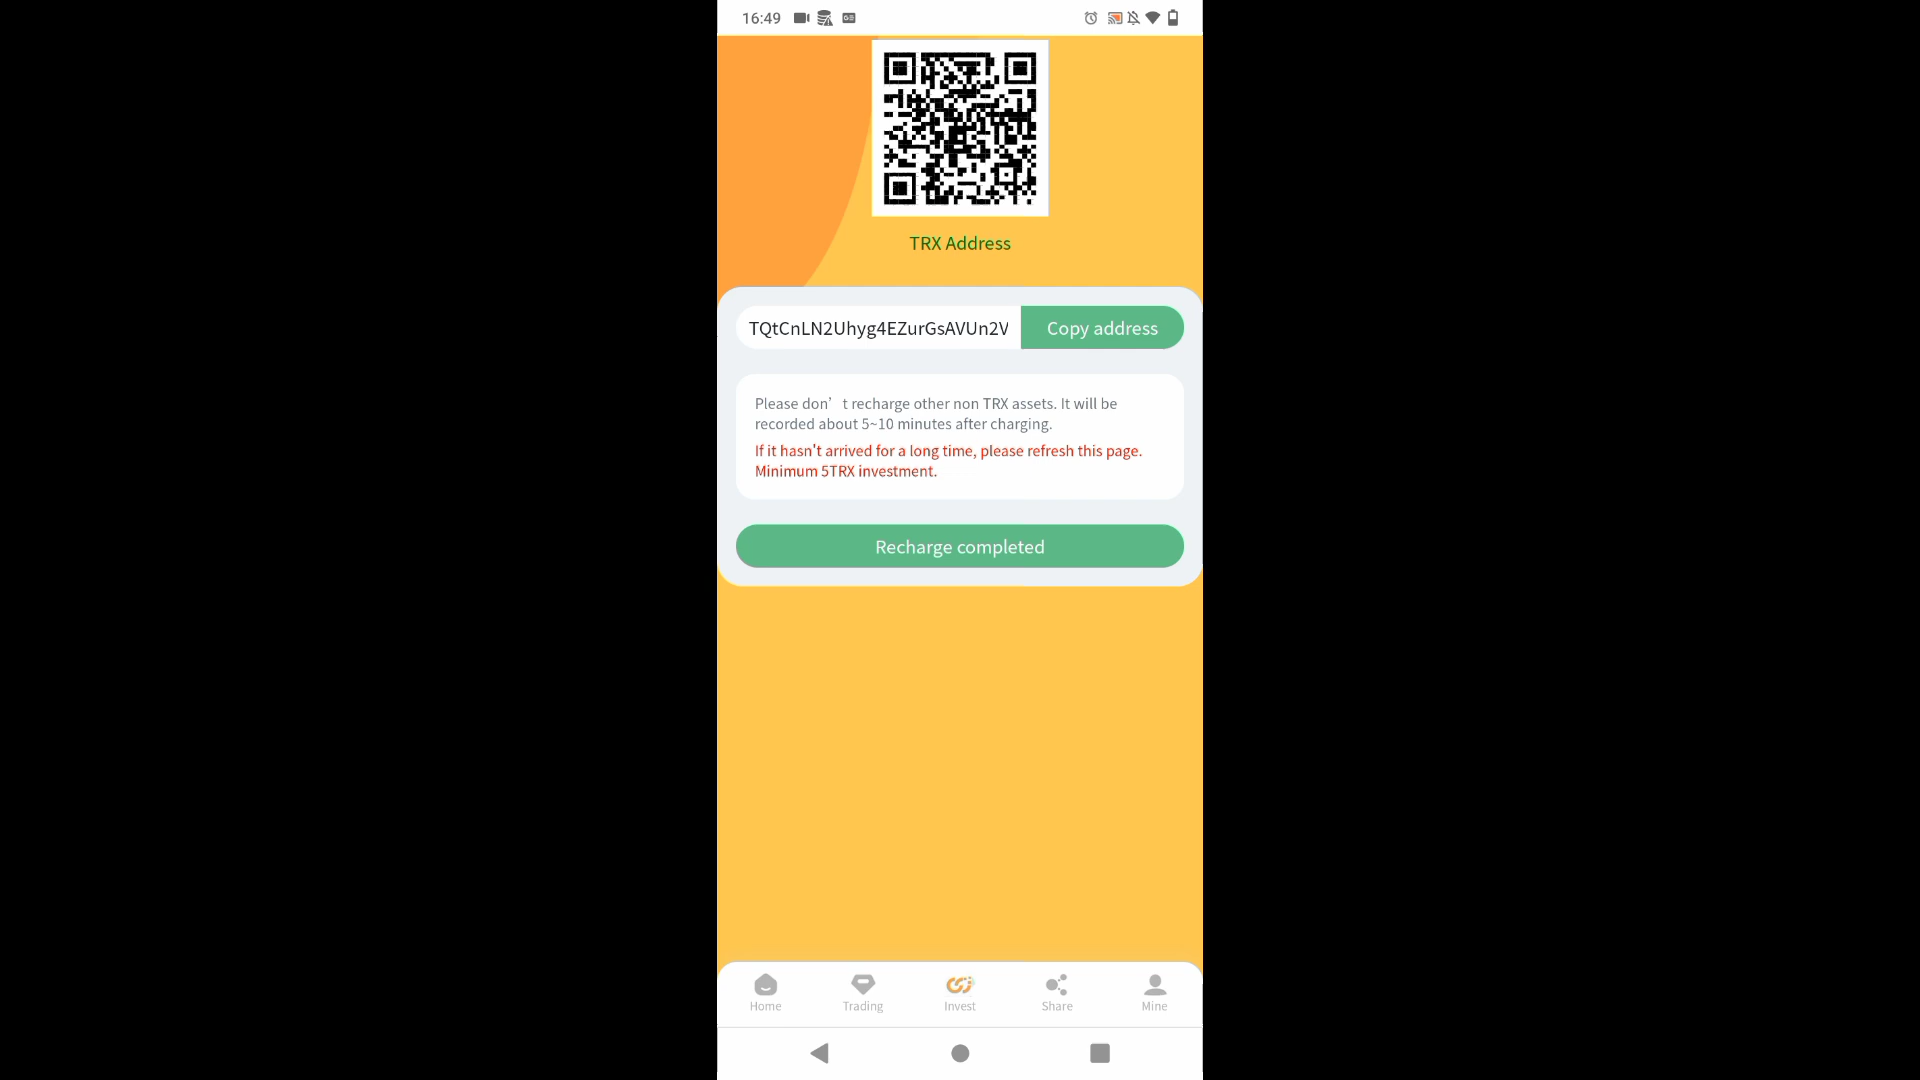 16:49
TRX Address
TQtCnLN2Uhyg4EZurGsAVUn2V
Copy address
Please don’t recharge other non TRX assets. It will be
recorded about 5~10 minutes after charging.
If it hasn't arrived for a long time, please refresh this page.
Minimum 5TRX investment.
Recharge completed
Home
Trading
Invest
Share
Mine